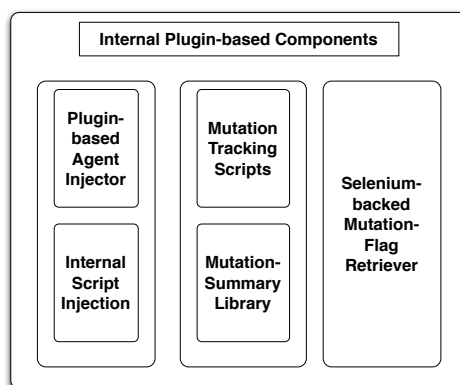 Internal Plugin-based Components
Plugin-
based
Agent
Injector
Internal
Script
Injection
Mutation
Tracking
Scripts
Mutation-
Summary
Library
Selenium-
backed
Mutation-
Flag
Retriever